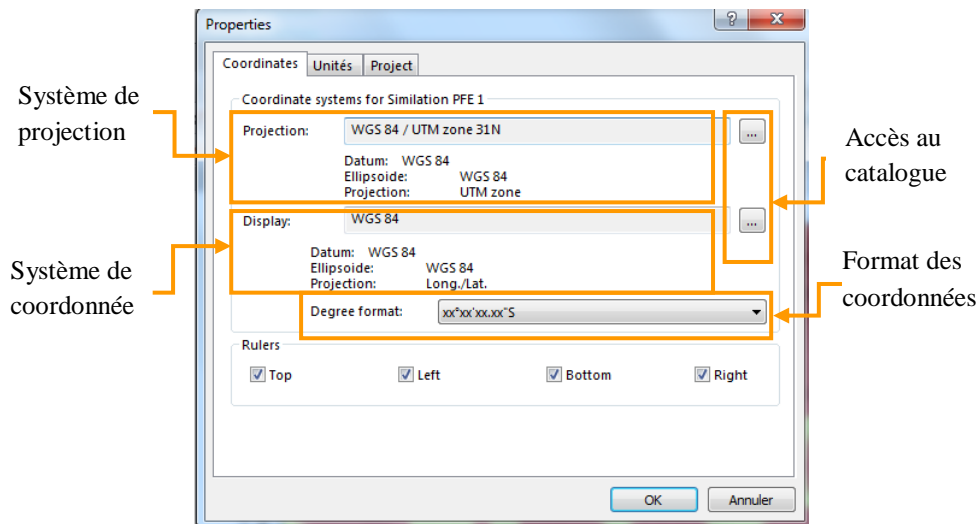 Properties
Coordinates Unités Project
Coordinate systems for Similation PFE 1
Système de
projection
Projection: WGS 84 / UTM zone 31N ...
Datum: WGS 84
Ellipsoide: WGS 84
Projection: UTM zone
Accès au
catalogue
Display: WGS 84 ...
Datum: WGS 84
Ellipsoide: WGS 84
Projection: Long./Lat.
Système de
coordonnée
Format des
coordonnées
Degree format: xx°xx'xx.xx"S
Rulers
Top Left Bottom Right
OK Annuler